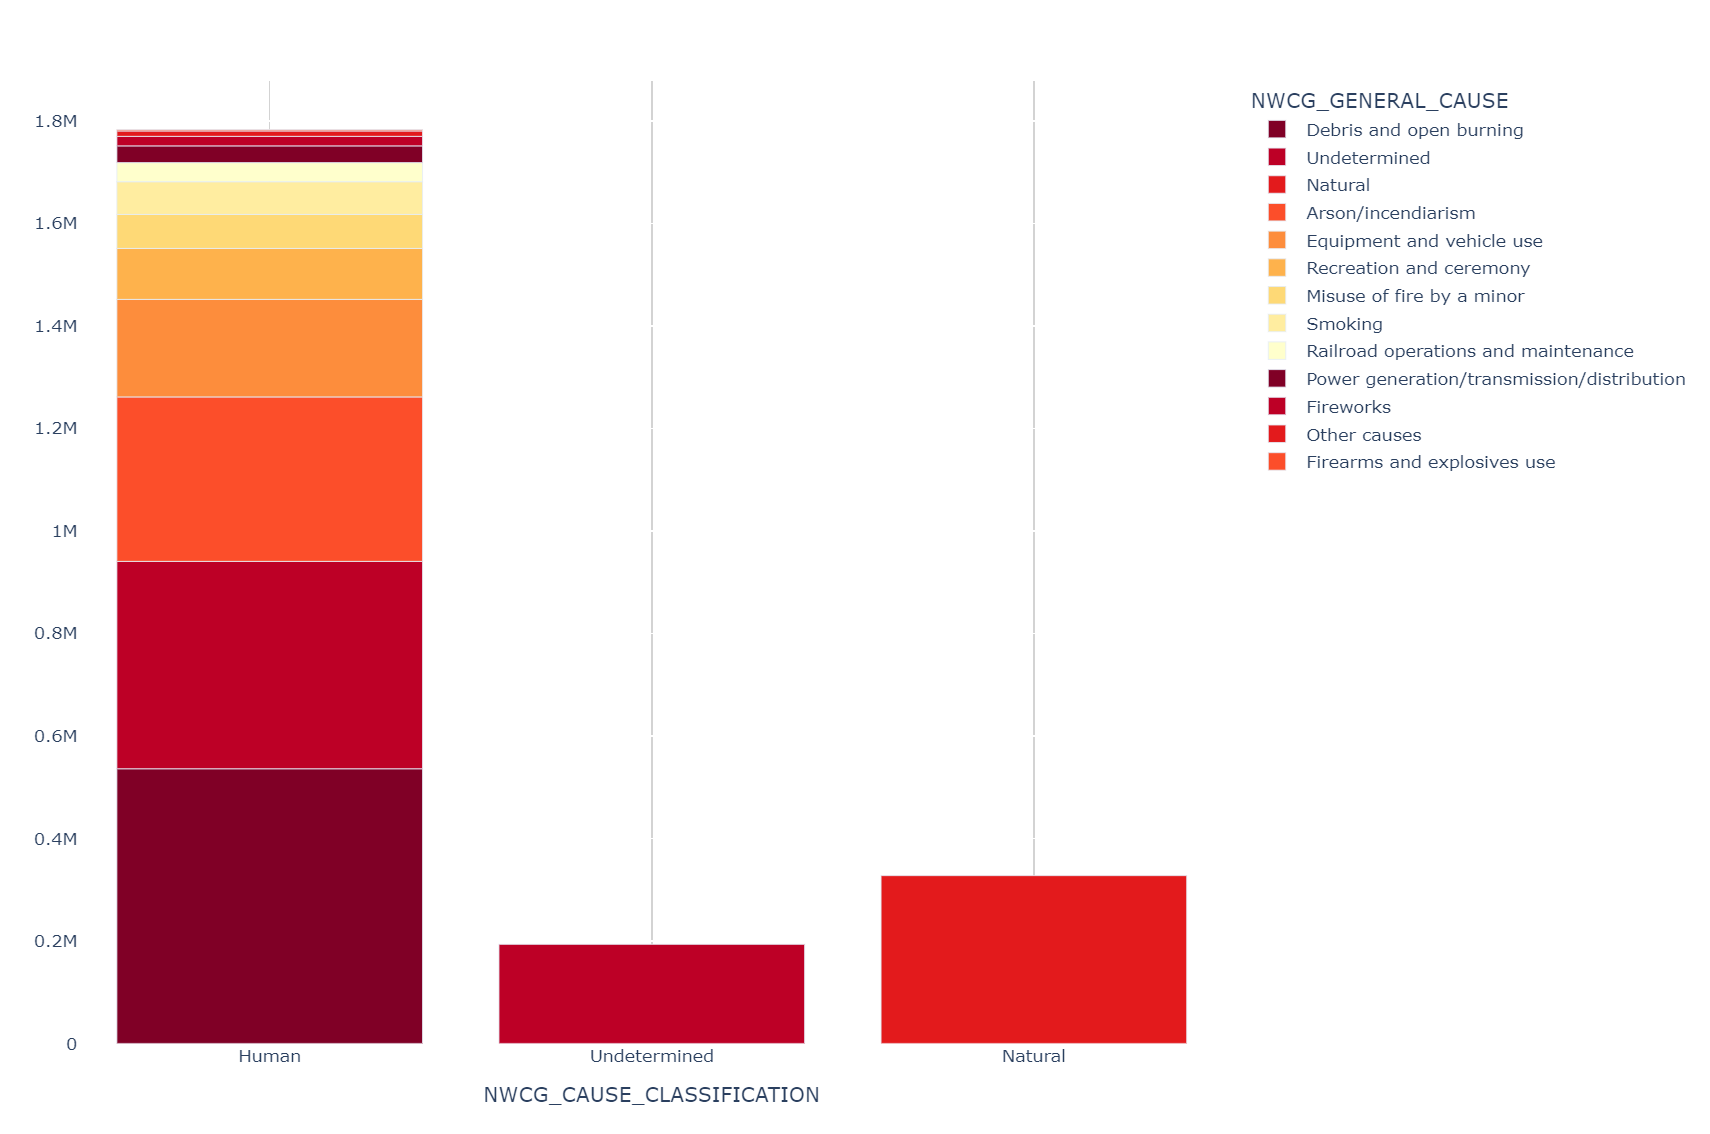 1.8M
1.6M
1.4M
1.2M
1M
0.8M
0.6M
0.4M
0.2M
0
Human
Undetermined
Natural
NWCG_CAUSE_CLASSIFICATION
NWCG_GENERAL_CAUSE
Debris and open burning
Undetermined
Natural
Arson/incendiarism
Equipment and vehicle use
Recreation and ceremony
Misuse of fire by a minor
Smoking
Railroad operations and maintenance
Power generation/transmission/distribution
Fireworks
Other causes
Firearms and explosives use